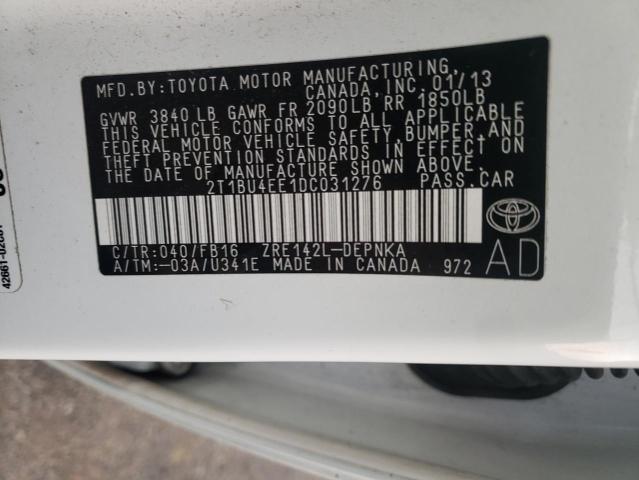 MFD.BY:TOYOTA MOTOR MANUFACTURING,
CANADA,INC. 01/13
GVWR 3840LB GAWR FR 2090LB RR 1850LB
THIS VEHICLE CONFORMS TO ALL APPLICABLE
FEDERAL MOTOR VEHICLE SAFETY, BUMPER, AND
THEFT PREVENTION STANDARDS IN EFFECT ON
THE DATE OF MANUFACTURE SHOWN ABOVE.
2T1BU4EE1DC031276 PASS.CAR
C/TR:040/FB16 ZRE142L-DEPNKA
A/TM:-03A/U341E MADE IN CANADA 972
AD